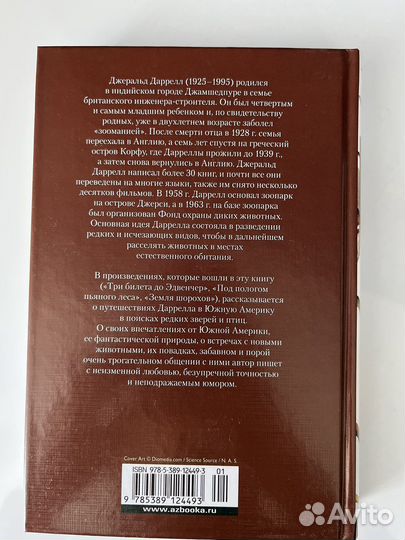 Джеральд Даррелл (1925–1995) родился
в индийском городе Джамшедпуре в семье
британского инженера-строителя. Он был четвертым
и самым младшим ребенком и, по свидетельству
родных, уже в двухлетнем возрасте заболел
«зооманией». После смерти отца в 1928 г. семья
переехала в Англию, а семь лет спустя на греческий
остров Корфу, где Дарреллы прожили до 1939 г.,
а затем снова вернулись в Англию. Джеральд
Даррелл написал более 30 книг, и почти все они
переведены на многие языки, также им снято несколько
десятков фильмов. В 1958 г. Даррелл основал зоопарк
на острове Джерси, а в 1963 г. на базе зоопарка
был организован Фонд охраны диких животных.
Основная идея Даррелла состояла в разведении
редких и исчезающих видов, чтобы в дальнейшем
расселять животных в местах
естественного обитания.
В произведениях, которые вошли в эту книгу
(«Три билета до Эдвенчер», «Под пологом
пьяного леса», «Земля шорохов»), рассказывается
о путешествиях Даррелла в Южную Америку
в поисках редких зверей и птиц.
О своих впечатлениях от Южной Америки,
ее фантастической природы, о встречах с новыми
животными, их повадках, забавном и порой
очень трогательном общении с ними автор пишет
с неизменной любовью, безупречной точностью
и неподражаемым юмором.
Cover Art © Diomedia.com / Science Source / N. A. S.
ISBN 978-5-389-12449-3 01
9 785389 124493
www.azbooka.ru
Avito